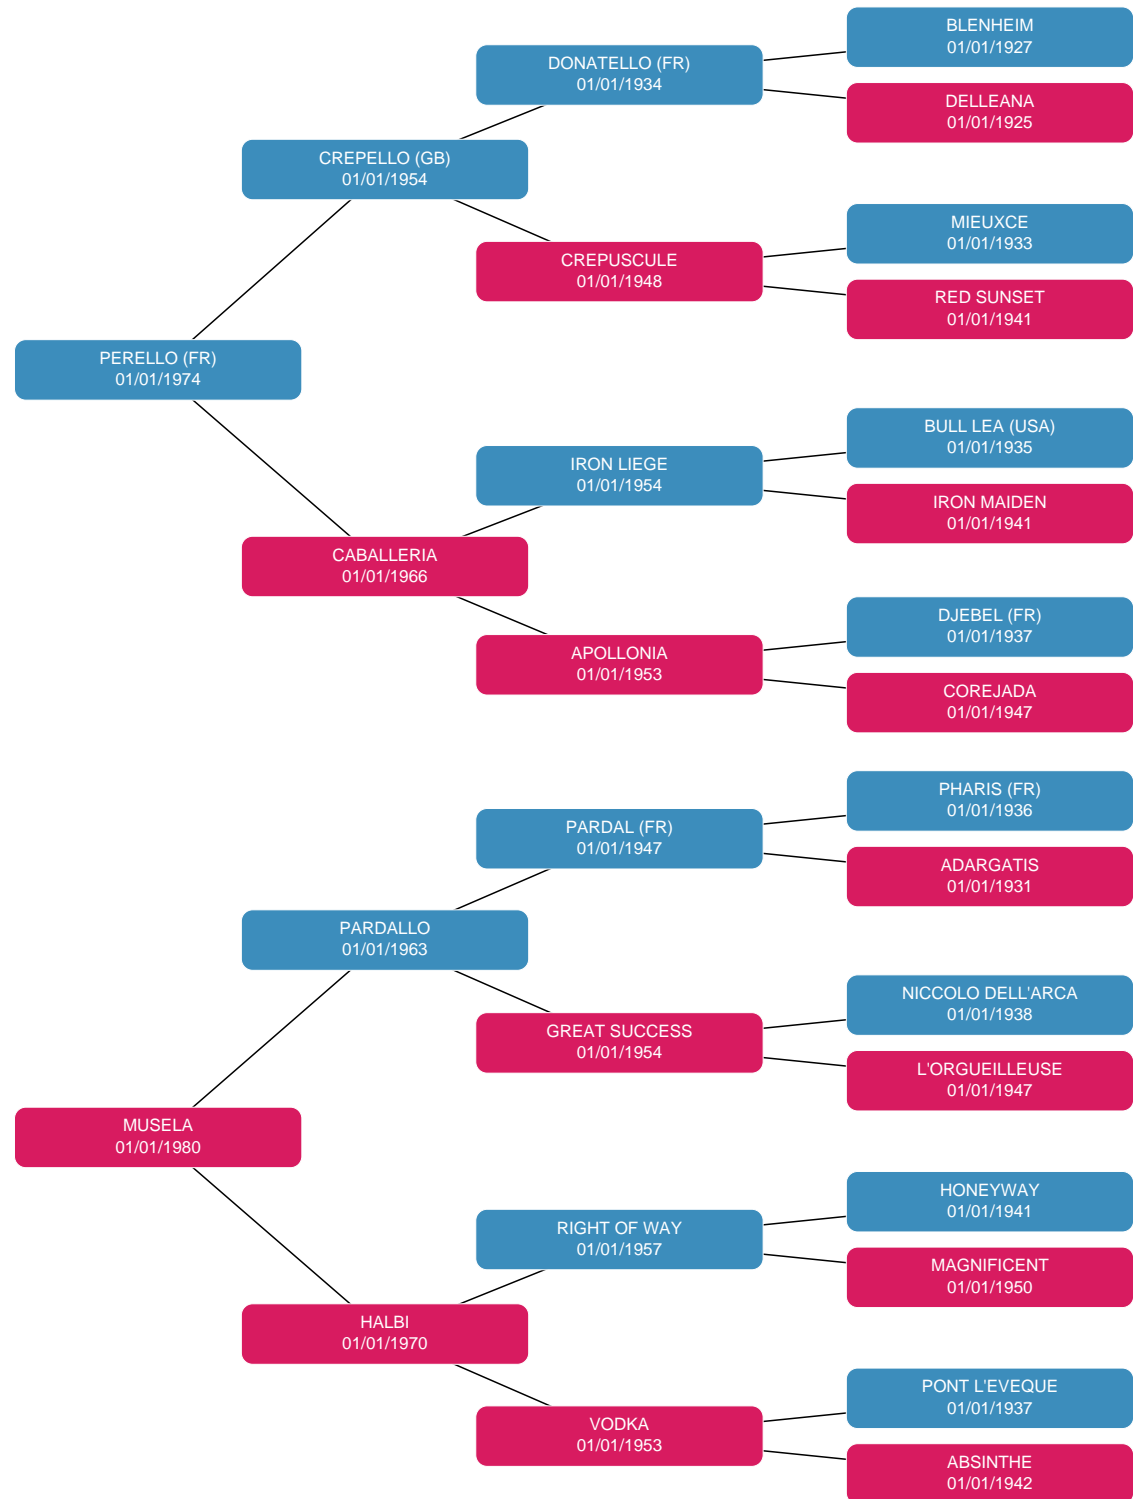 BLENHEIM
01/01/1927
DONATELLO (FR)
01/01/1934
DELLEANA
01/01/1925
CREPELLO (GB)
01/01/1954
MIEUXCE
01/01/1933
CREPUSCULE
01/01/1948
RED SUNSET
01/01/1941
PERELLO (FR)
01/01/1974
BULL LEA (USA)
01/01/1935
IRON LIEGE
01/01/1954
IRON MAIDEN
01/01/1941
CABALLERIA
01/01/1966
DJEBEL (FR)
01/01/1937
APOLLONIA
01/01/1953
COREJADA
01/01/1947
PHARIS (FR)
01/01/1936
PARDAL (FR)
01/01/1947
ADARGATIS
01/01/1931
PARDALLO
01/01/1963
NICCOLO DELL'ARCA
01/01/1938
GREAT SUCCESS
01/01/1954
L'ORGUEILLEUSE
01/01/1947
MUSELA
01/01/1980
HONEYWAY
01/01/1941
RIGHT OF WAY
01/01/1957
MAGNIFICENT
01/01/1950
HALBI
01/01/1970
PONT L'EVEQUE
01/01/1937
VODKA
01/01/1953
ABSINTHE
01/01/1942